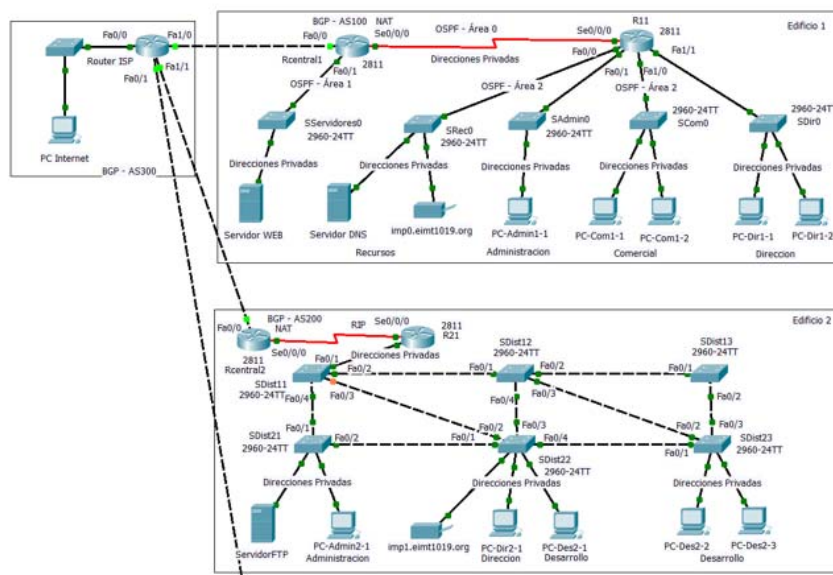 Fa0/0
Fa1/0
Router ISP
Fa0/1
Fa1/1
PC Internet
BGP - AS300
BGP - AS100
NAT
Fa0/0
Se0/0/0
Rcentral1
Fa0/1
2811
OSPF - Área 0
Direcciones Privadas
OSPF - Área 1
Se0/0/0
R11
2811
Fa0/0
Fa0/1
Fa1/0
Fa1/1
Edificio 1
OSPF - Área 2
OSPF - Área 2
SServidores0
2960-24TT
SRec0
2960-24TT
SAdmin0
2960-24TT
2960-24TT
SCom0
2960-24TT
SDir0
Direcciones Privadas
Direcciones Privadas
Direcciones Privadas
Direcciones Privadas
Direcciones Privadas
Servidor WEB
Servidor DNS
imp0.eimt1019.org
PC-Admin1-1
PC-Com1-1
PC-Com1-2
PC-Dir1-1
PC-Dir1-2
Recursos
Administracion
Comercial
Direccion
Edificio 2
BGP - AS200
NAT
RIP
Fa0/0
Se0/0/0
2811
R21
2811
Rcentral2
Se0/0/0
Direcciones Privadas
SDist11
2960-24TT
Fa0/1
Fa0/2
Fa0/3
Fa0/4
SDist12
2960-24TT
Fa0/1
Fa0/2
Fa0/4
Fa0/3
SDist13
2960-24TT
Fa0/1
Fa0/2
SDist21
2960-24TT
Fa0/1
Fa0/2
Fa0/2
Fa0/3
Fa0/1
Fa0/4
SDist22
2960-24TT
Fa0/2
Fa0/3
Fa0/1
SDist23
2960-24TT
Direcciones Privadas
Direcciones Privadas
Direcciones Privadas
ServidorFTP
PC-Admin2-1
Administracion
imp1.eimt1019.org
PC-Dir2-1
Direccion
PC-Des2-1
Desarrollo
PC-Des2-2
PC-Des2-3
Desarrollo